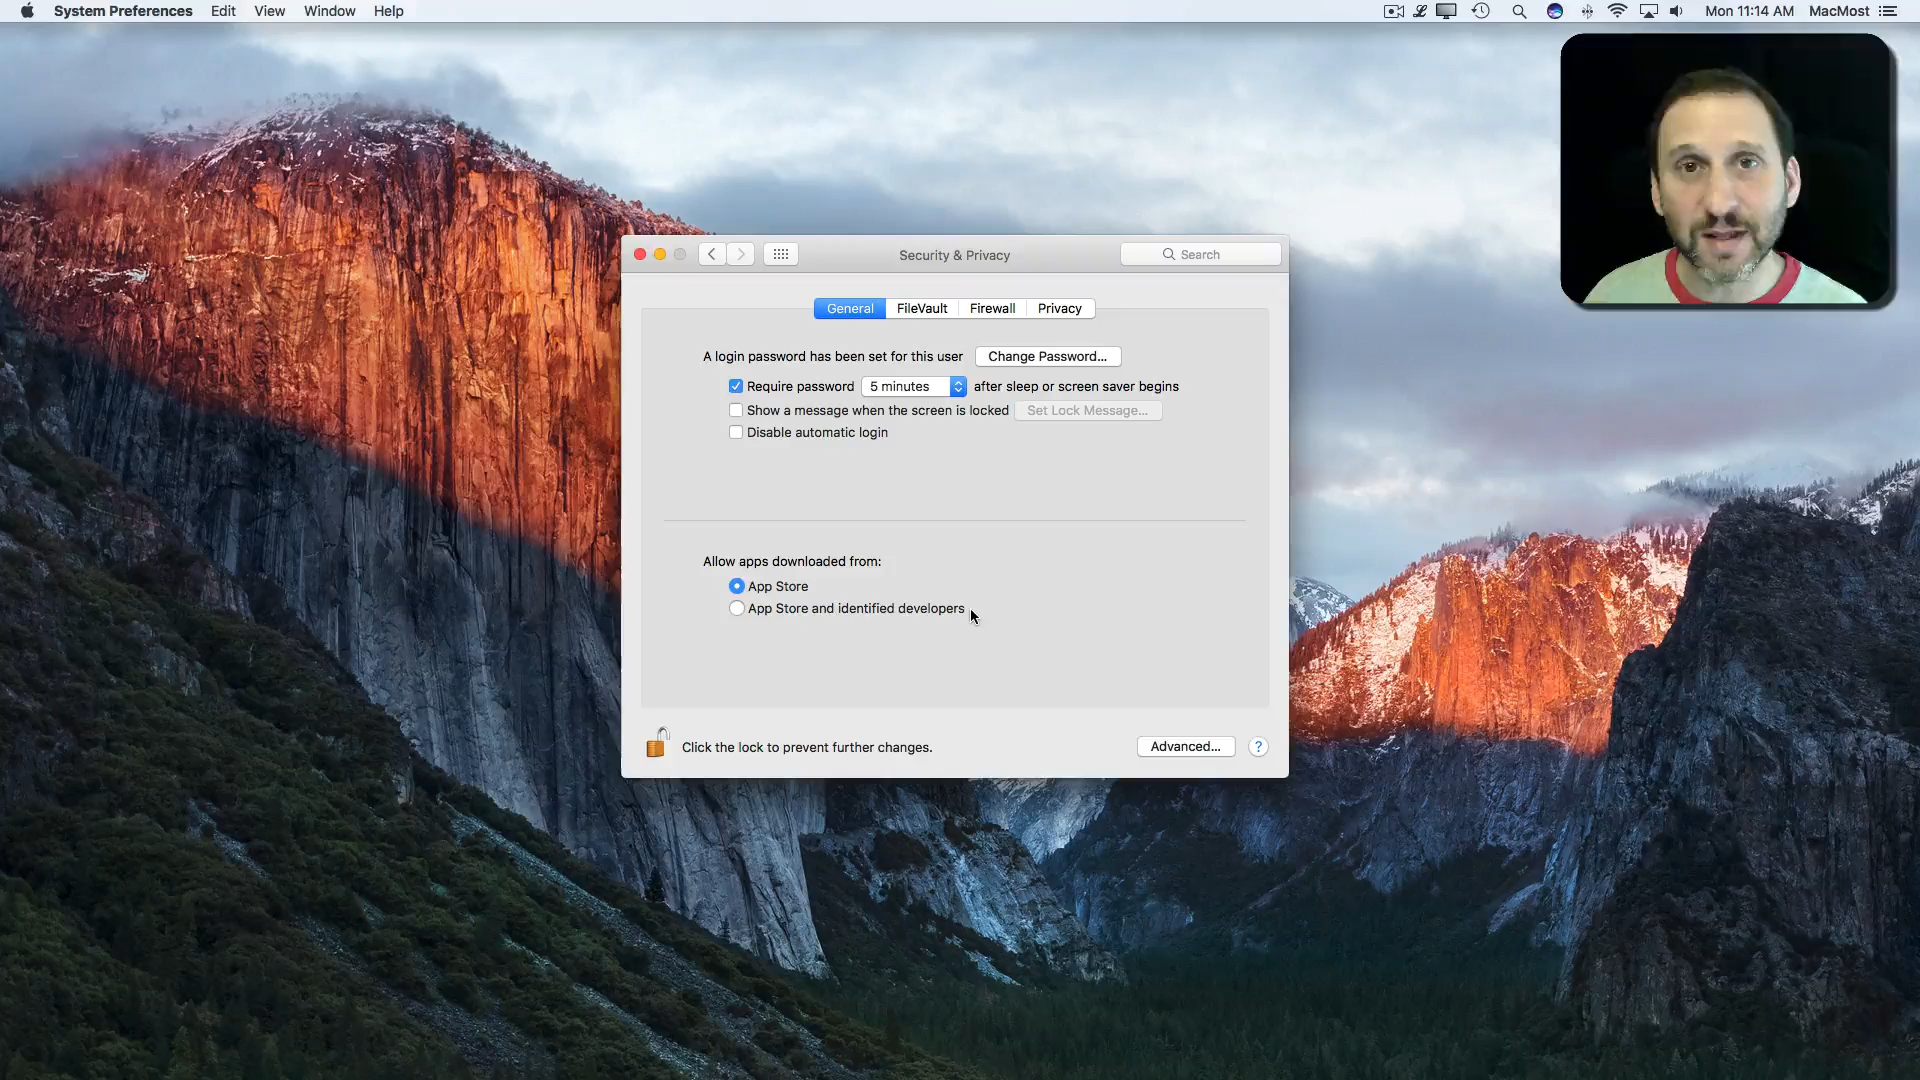 System Preferences Edit View Window Help Mon 11:14 AM MacMost
Security & Privacy
Search
General FileVault Firewall Privacy
A login password has been set for this user Change Password...
Require password 5 minutes after sleep or screen saver begins
Show a message when the screen is locked Set Lock Message...
Disable automatic login
Allow apps downloaded from:
App Store
App Store and identified developers
Click the lock to prevent further changes. Advanced... ?